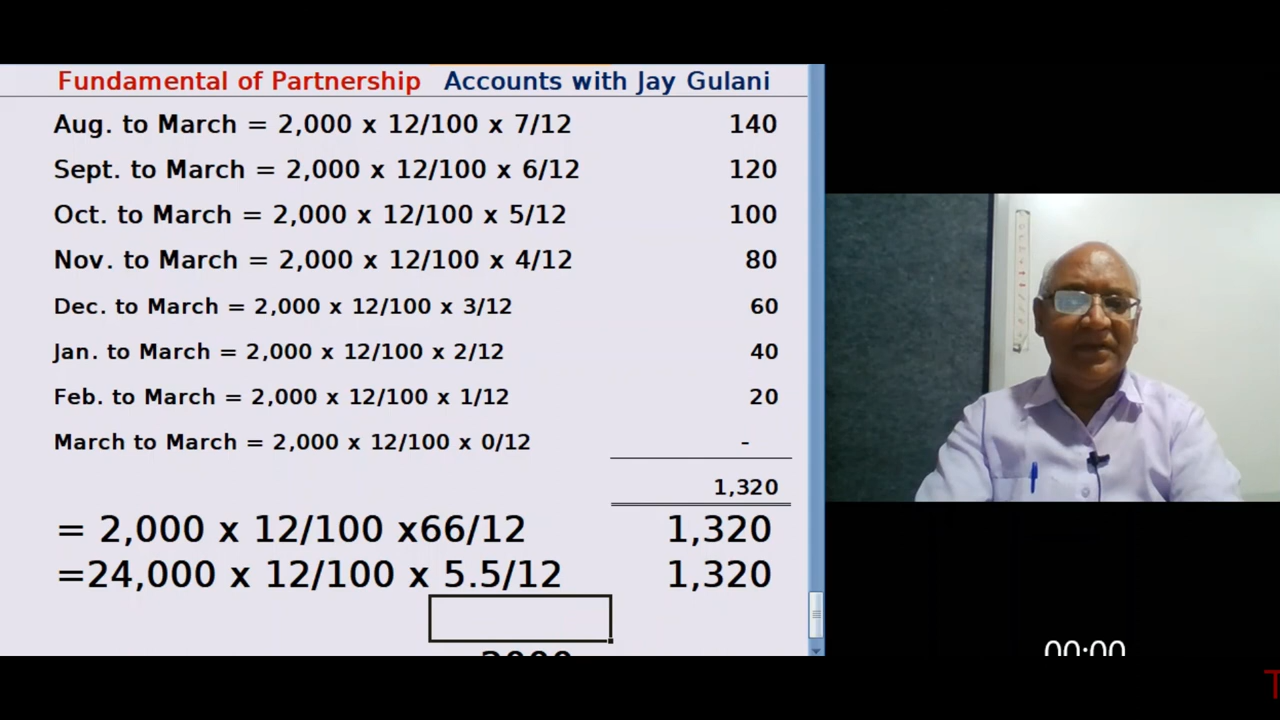 Fundamental of Partnership Accounts with Jay Gulani
Aug. to March = 2,000 x 12/100 x 7/12 140
Sept. to March = 2,000 x 12/100 x 6/12 120
Oct. to March = 2,000 x 12/100 x 5/12 100
Nov. to March = 2,000 x 12/100 x 4/12 80
Dec. to March = 2,000 x 12/100 x 3/12 60
Jan. to March = 2,000 x 12/100 x 2/12 40
Feb. to March = 2,000 x 12/100 x 1/12 20
March to March = 2,000 x 12/100 x 0/12 -
1,320
= 2,000 x 12/100 x66/12 1,320
=24,000 x 12/100 x 5.5/12 1,320
00:00